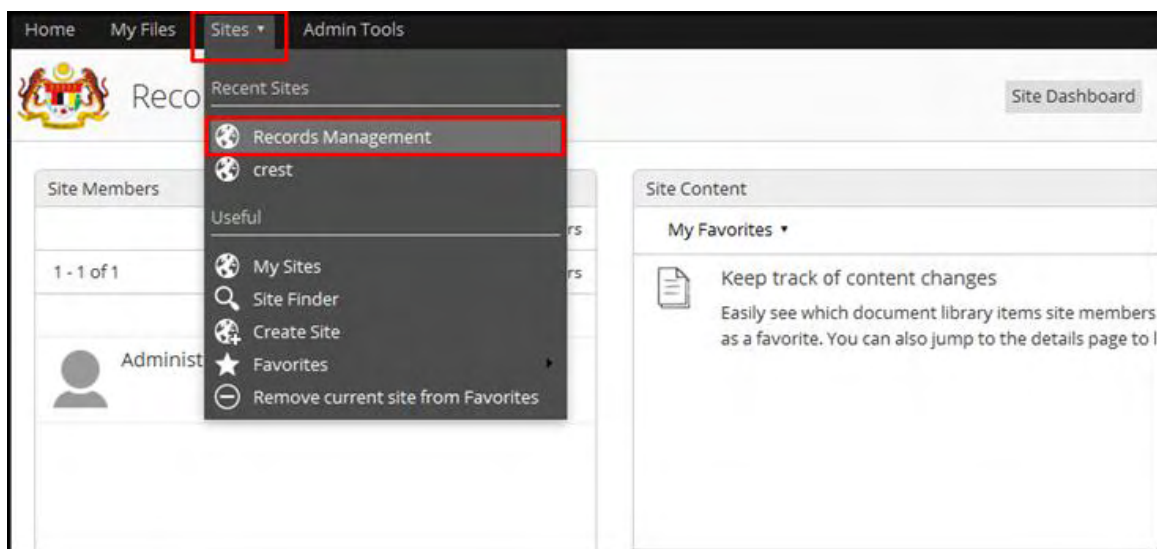 Home My Files Sites Admin Tools
Reco
Site Dashboard
Recent Sites
Records Management
crest
Useful
My Sites
Site Finder
Create Site
Favorites
Remove current site from Favorites
Site Members
rs
1 - 1 of 1
rs
Administ
Site Content
My Favorites
Keep track of content changes
Easily see which document library items site members
as a favorite. You can also jump to the details page to l